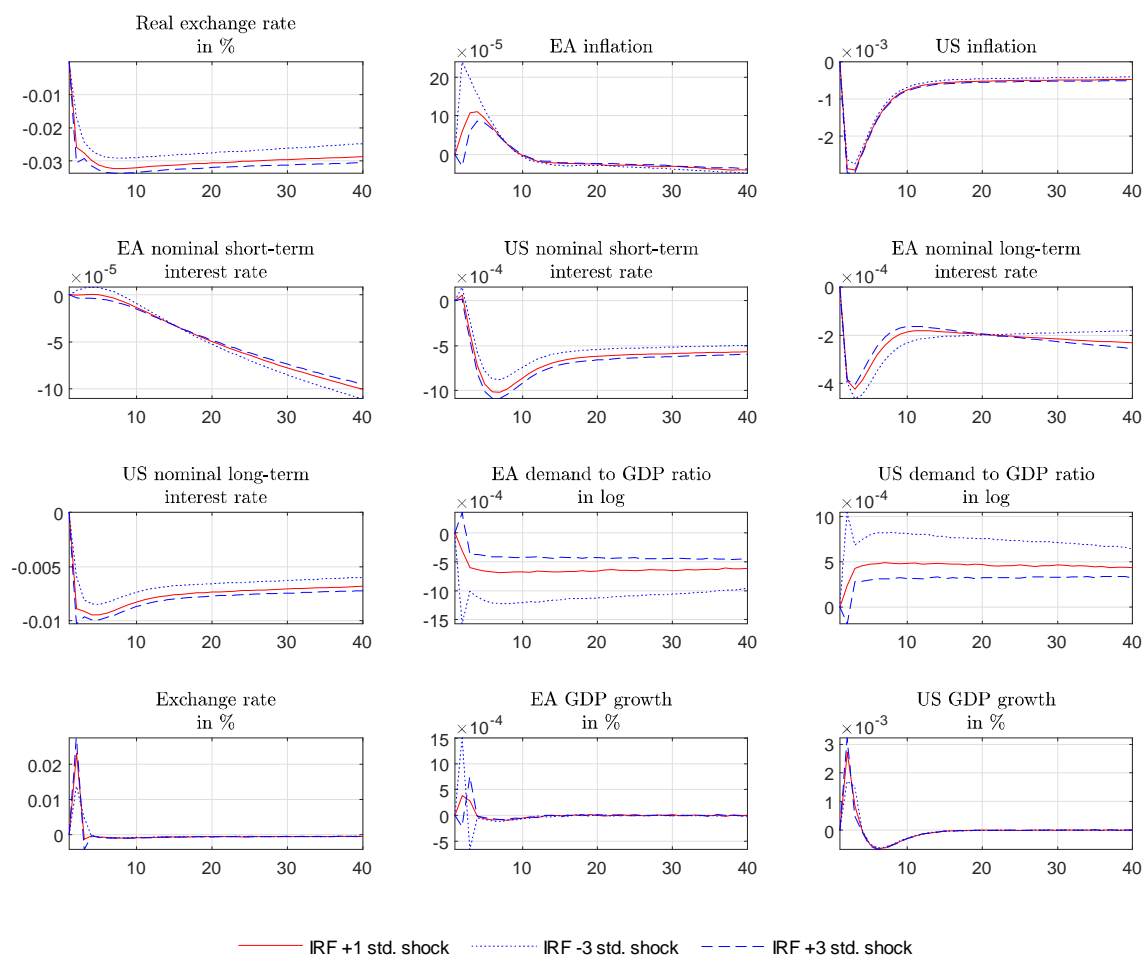 Real exchange rate
in %
EA inflation
US inflation
×10-5
×10-3
-0.01
-0.02
-0.03
20
10
0
0
-1
-2
10 20 30 40
10 20 30 40
10 20 30 40
EA nominal short-term
interest rate
US nominal short-term
interest rate
EA nominal long-term
interest rate
×10-5
×10-4
×10-4
0
-5
-10
0
-5
-10
0
-2
-4
10 20 30 40
10 20 30 40
10 20 30 40
US nominal long-term
interest rate
EA demand to GDP ratio
in log
US demand to GDP ratio
in log
×10-4
×10-4
0
-0.005
-0.01
0
-5
-10
-15
10
5
0
10 20 30 40
10 20 30 40
10 20 30 40
Exchange rate
in %
EA GDP growth
in %
US GDP growth
in %
×10-4
×10-3
0.02
0.01
0
15
10
5
0
-5
3
2
1
0
10 20 30 40
10 20 30 40
10 20 30 40
IRF +1 std. shock IRF -3 std. shock IRF +3 std. shock